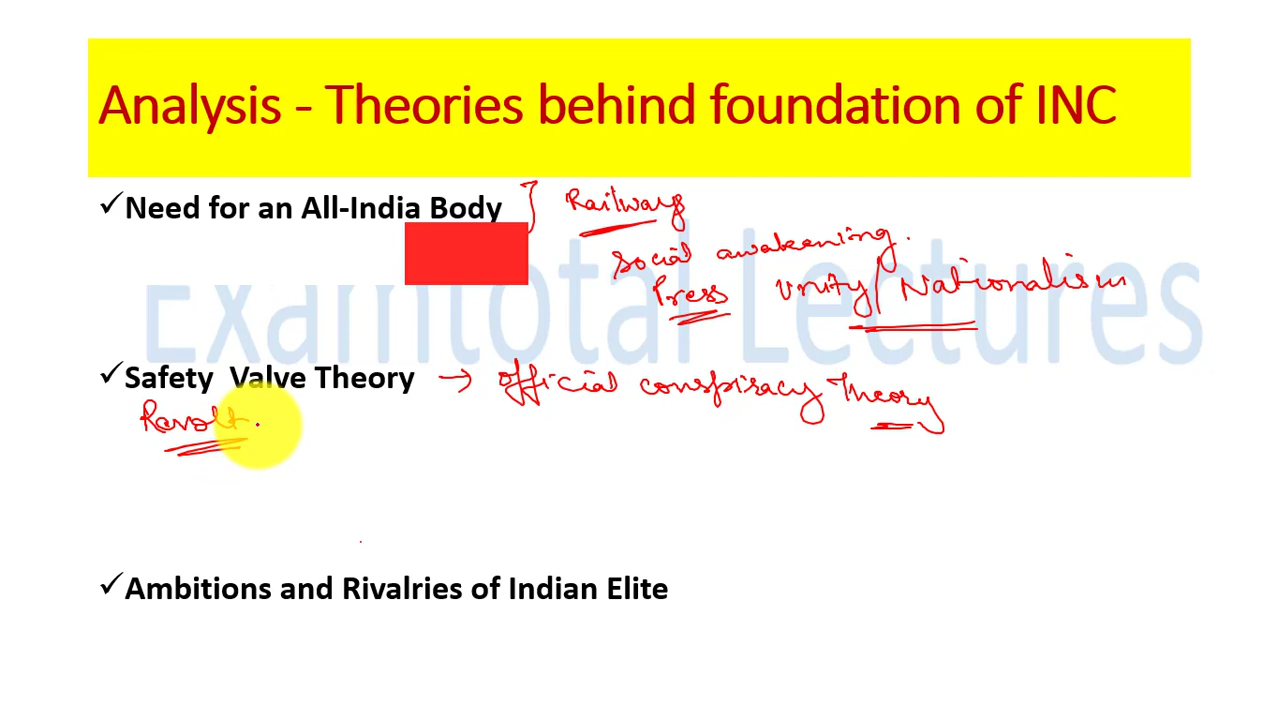 Analysis - Theories behind foundation of INC
✓Need for an All-India Body ] Railways
Social awakening.
Press Unity/Nationalism
Examtotal Lectures
✓Safety Valve Theory → official conspiracy Theory
Revolt.
✓Ambitions and Rivalries of Indian Elite